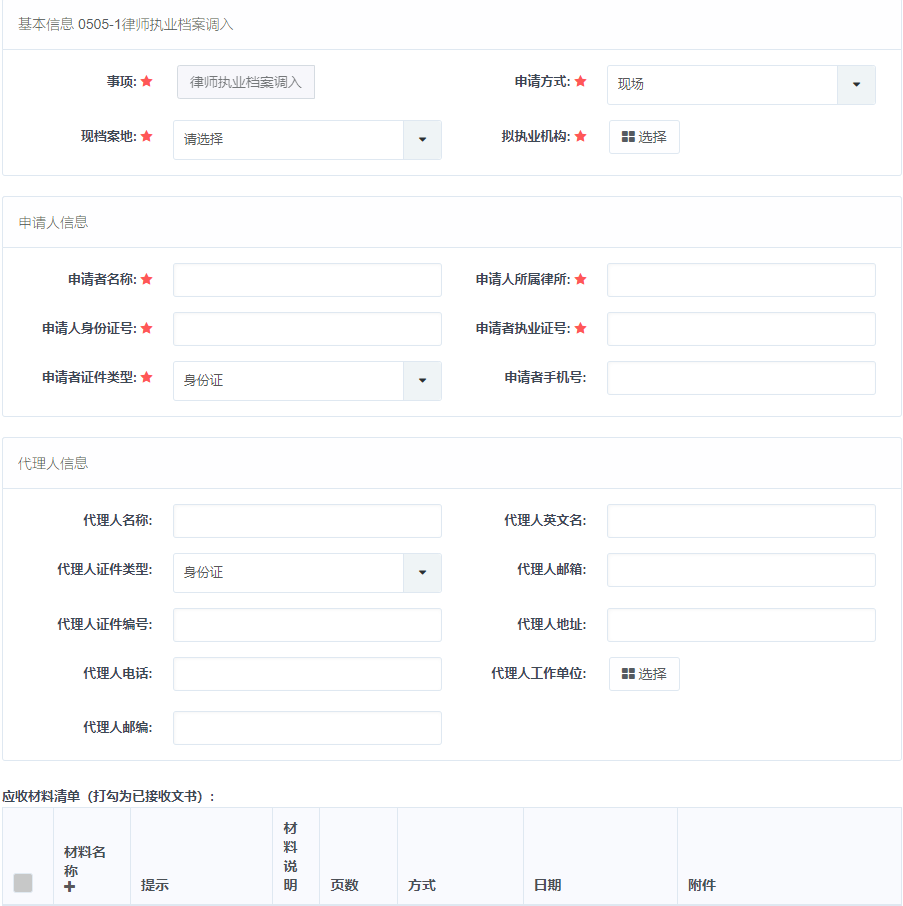 基本信息 0505-1律师执业档案调入
事项: 律师执业档案调入 申请方式: 现场
现档案地: 请选择 拟执业机构: 选择
申请人信息
申请者名称: 申请人所属律所:
申请人身份证号: 申请者执业证号:
申请者证件类型: 身份证 申请者手机号:
代理人信息
代理人名称: 代理人英文名:
代理人证件类型: 身份证 代理人邮箱:
代理人证件编号: 代理人地址:
代理人电话: 代理人工作单位: 选择
代理人邮编:
应收材料清单（打勾为已接收文书）:
材料名称 提示 材料说明 页数 方式 日期 附件